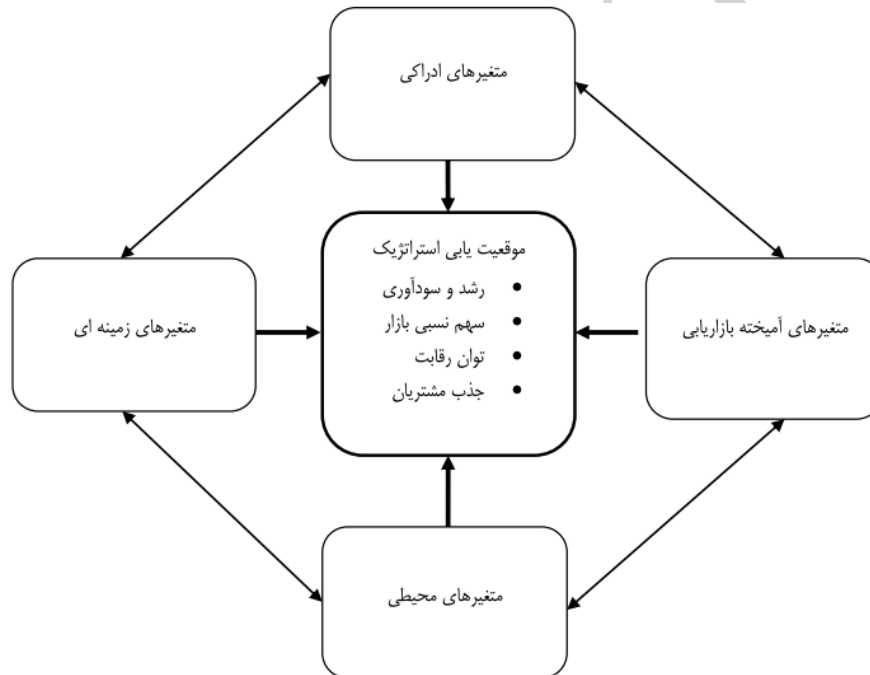 متغیرهای ادراکی
موقعیت یابی استراتژیک
• رشد و سودآوری
• سهم نسبی بازار
• توان رقابت
• جذب مشتریان
متغیرهای آمیخته بازاریابی
متغیرهای زمینه ای
متغیرهای محیطی